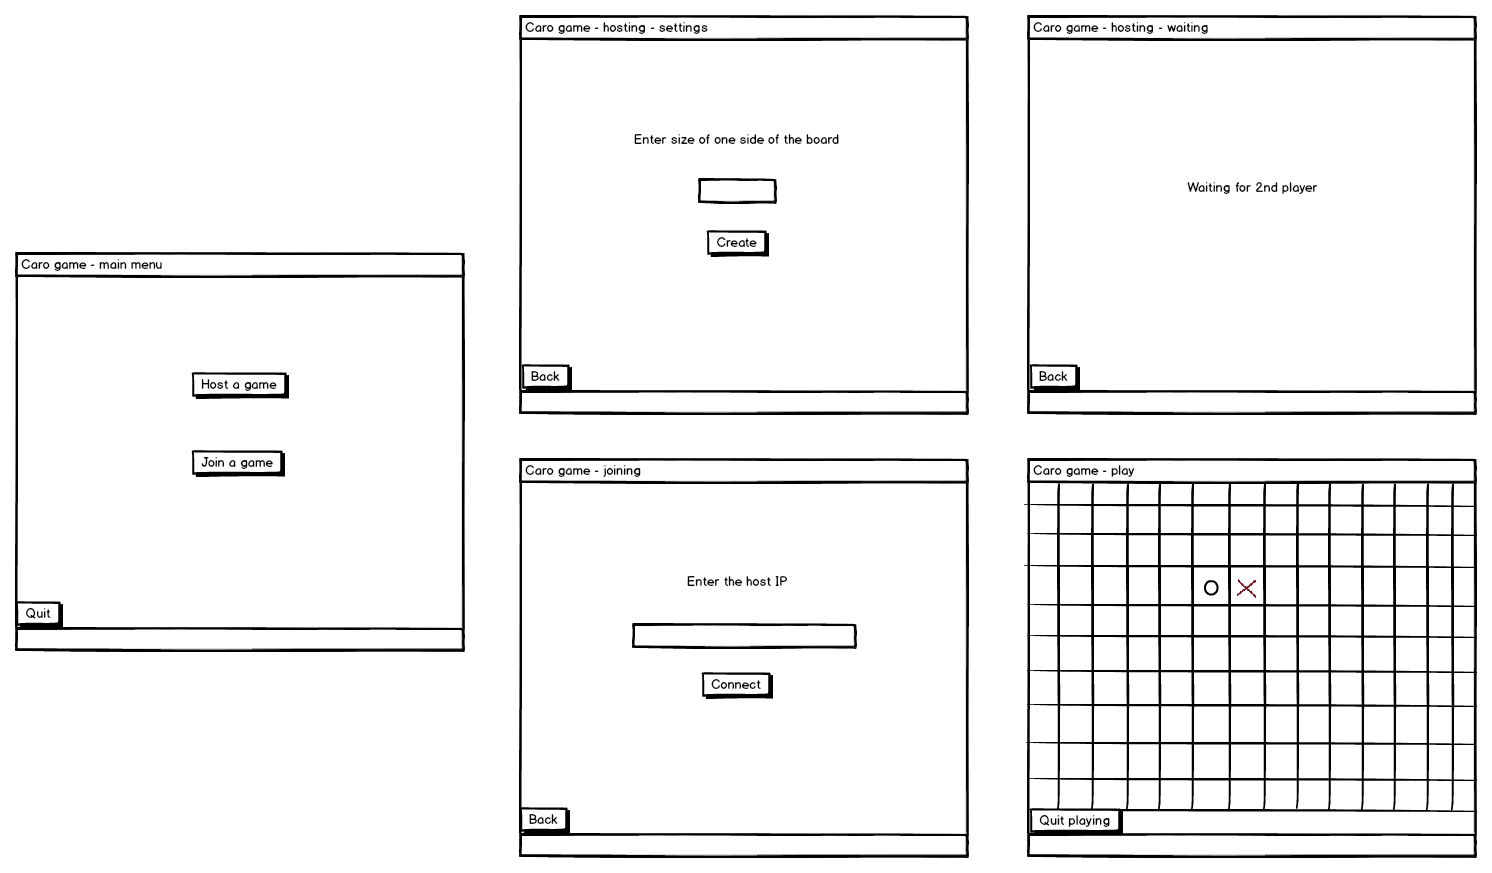 Caro game - main menu
Host a game
Join a game
Quit
Caro game - hosting - settings
Enter size of one side of the board
Create
Back
Caro game - hosting - waiting
Waiting for 2nd player
Back
Caro game - joining
Enter the host IP
Connect
Back
Caro game - play
O X
Quit playing